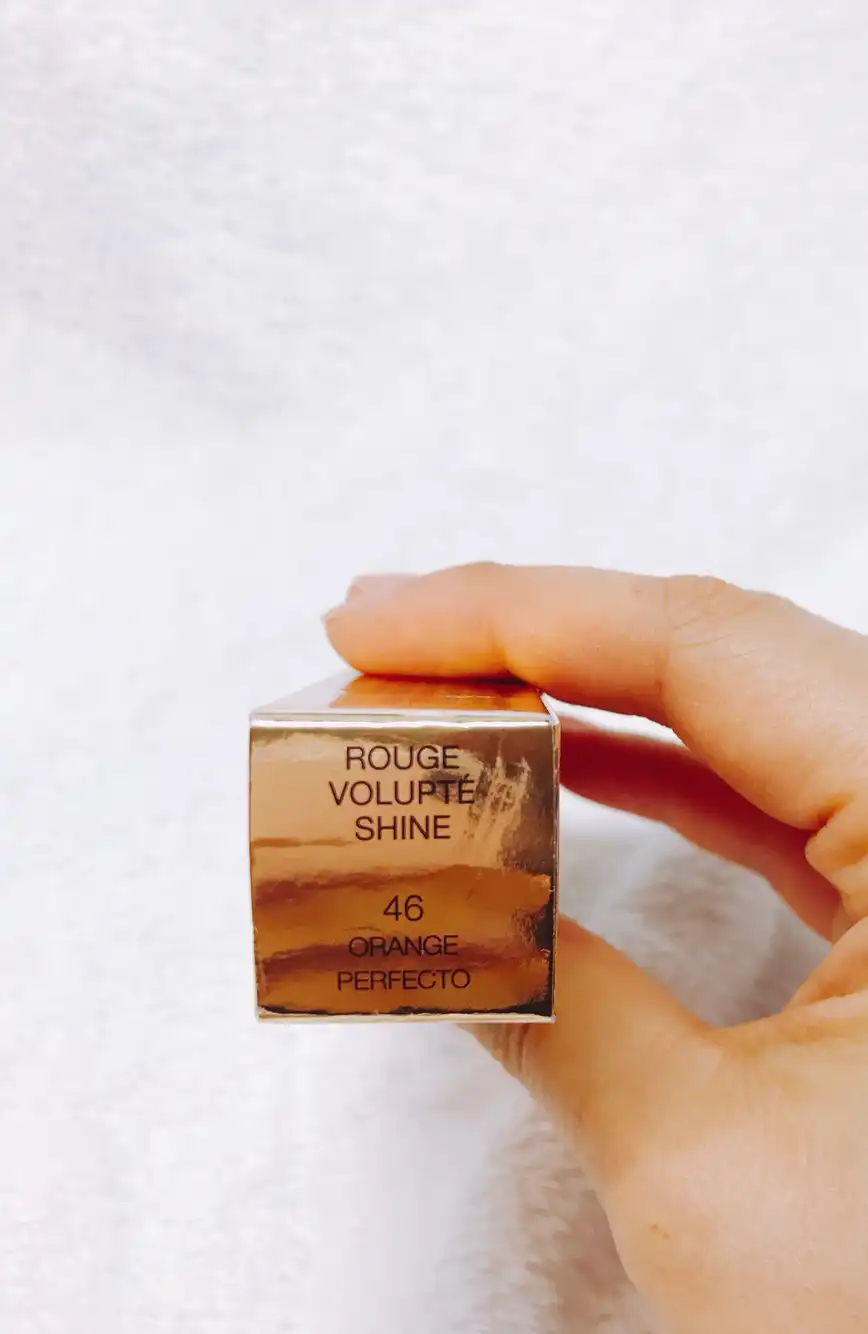 ROUGE
VOLUPTÉ
SHINE
46
ORANGE
PERFECTO